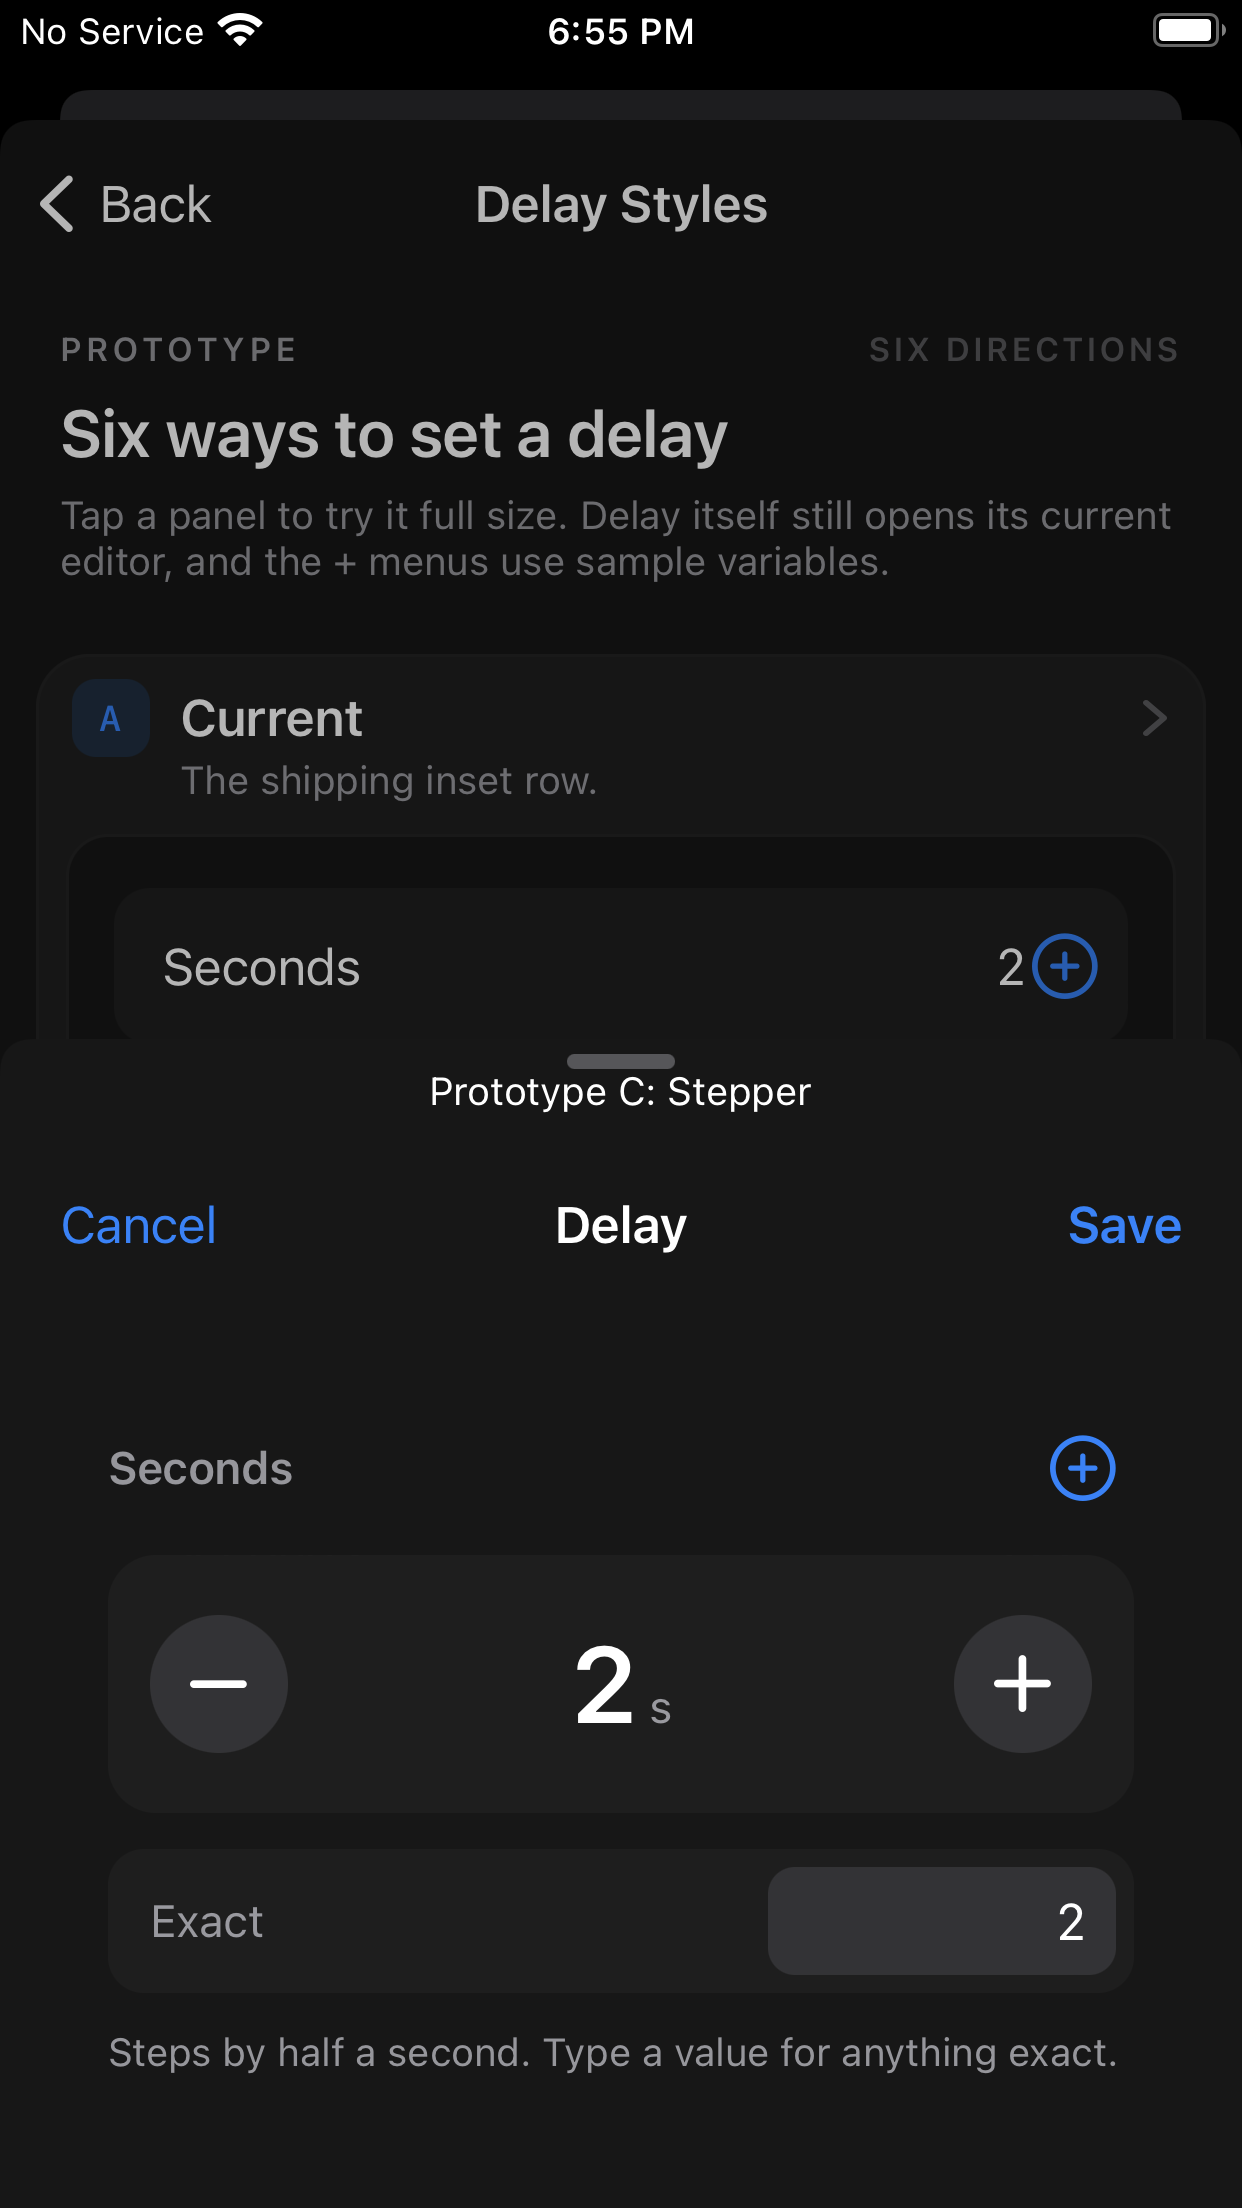 No Service
6:55 PM
Back
Delay Styles
PROTOTYPE
SIX DIRECTIONS
Six ways to set a delay
Tap a panel to try it full size. Delay itself still opens its current
editor, and the + menus use sample variables.
A
Current
The shipping inset row.
Seconds
2
Prototype C: Stepper
Cancel
Delay
Save
Seconds
2 s
Exact
2
Steps by half a second. Type a value for anything exact.